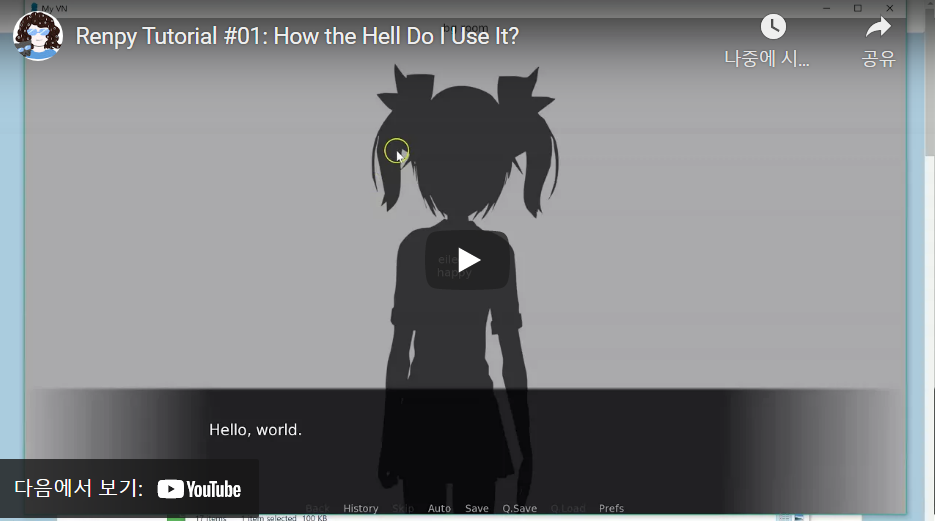 My VN
Renpy Tutorial #01: How the Hell Do I Use It?
bg room
나중에 시...
공유
happy
Hello, world.
다음에서 보기: YouTube
Back History Skip Auto Save Q.Save Q.Load Prefs
17 items 1 item selected 100 KB